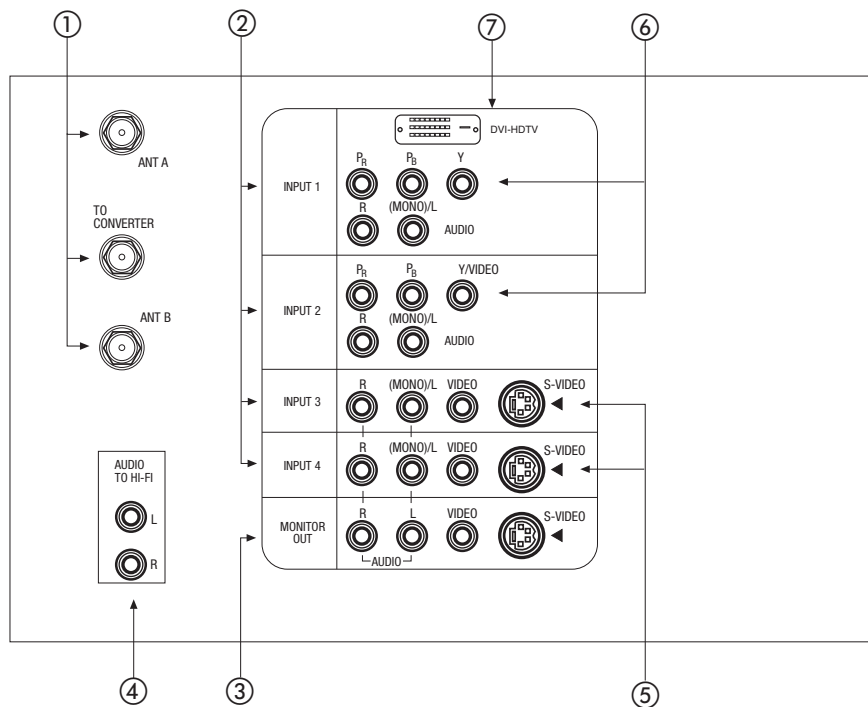 ① ② ⑦ ⑥
ANT A
TO
CONVERTER
ANT B
AUDIO
TO HI-FI
L
R
DVI-HDTV
INPUT 1
PR PB Y
R (MONO)/L AUDIO
INPUT 2
PR PB Y/VIDEO
R (MONO)/L AUDIO
INPUT 3
R (MONO)/L VIDEO S-VIDEO
INPUT 4
R (MONO)/L VIDEO S-VIDEO
MONITOR
OUT
R L VIDEO S-VIDEO
AUDIO
④ ③ ⑤